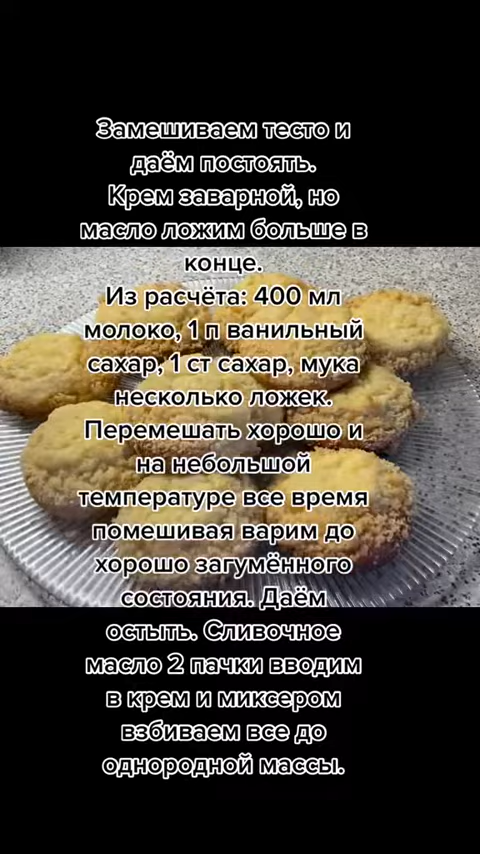 Замешиваем тесто и
даём постоять.
Крем заварной, но
масло ложим больше в
конце.
Из расчёта: 400 мл
молоко, 1 п ванильный
сахар, 1 ст сахар, мука
несколько ложек.
Перемешать хорошо и
на небольшой
температуре все время
помешивая варим до
хорошо загумённого
состояния. Даём
остыть. Сливочное
масло 2 пачки вводим
в крем и миксером
взбиваем все до
однородной массы.